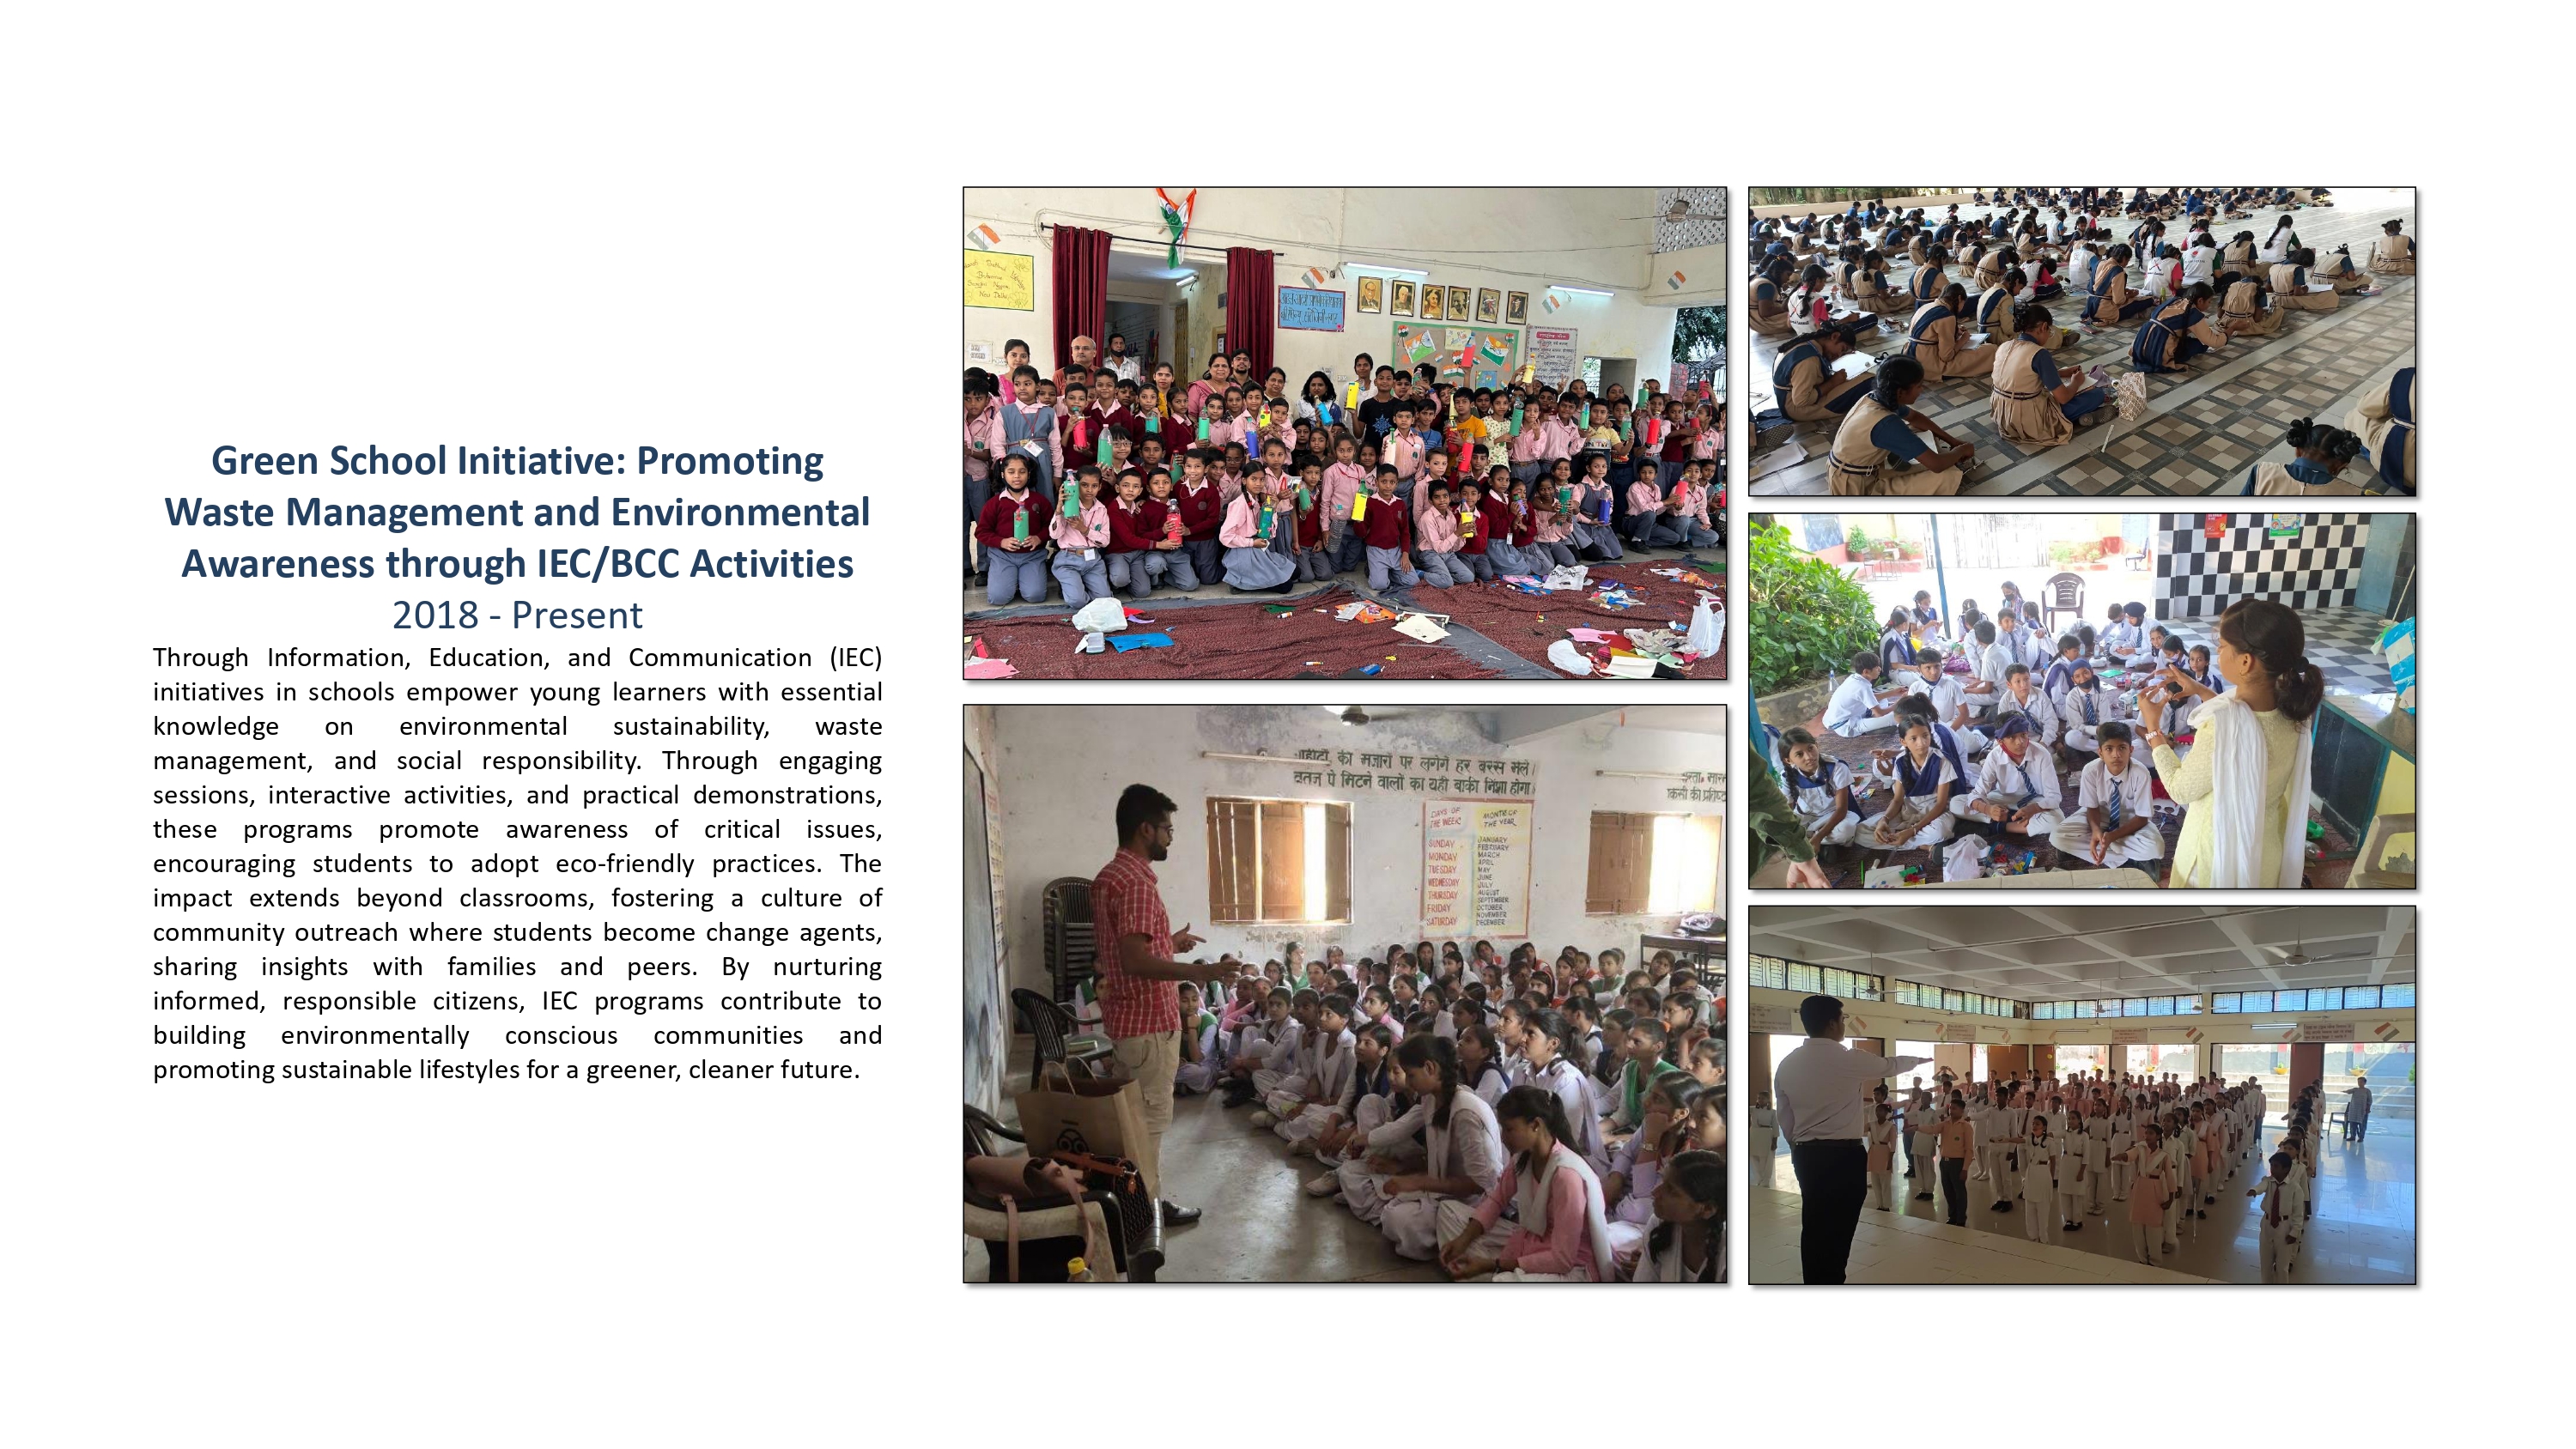 Green School Initiative: Promoting
Waste Management and Environmental
Awareness through IEC/BCC Activities
2018 - Present
Through Information, Education, and Communication (IEC)
initiatives in schools empower young learners with essential
knowledge on environmental sustainability, waste
management, and social responsibility. Through engaging
sessions, interactive activities, and practical demonstrations,
these programs promote awareness of critical issues,
encouraging students to adopt eco-friendly practices. The
impact extends beyond classrooms, fostering a culture of
community outreach where students become change agents,
sharing insights with families and peers. By nurturing
informed, responsible citizens, IEC programs contribute to
building environmentally conscious communities and
promoting sustainable lifestyles for a greener, cleaner future.
New Delhi
की मजारों पर लगेंगे हर बरस मेले।
वतन पे मिटने वालों का यही बाकी निशा होगा।
DAYS OF
THE WEEK
SUNDAY
MONDAY
TUESDAY
WEDNESDAY
THURSDAY
FRIDAY
SATURDAY
MONTH OF
THE YEAR
JANUARY
FEBRUARY
MARCH
APRIL
MAY
JUNE
JULY
AUGUST
SEPTEMBER
OCTOBER
NOVEMBER
DECEMBER